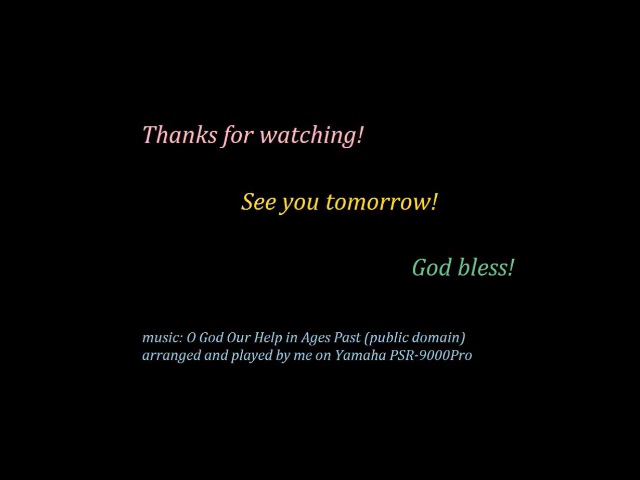 Thanks for watching!
See you tomorrow!
God bless!
music: O God Our Help in Ages Past (public domain)
arranged and played by me on Yamaha PSR-9000Pro